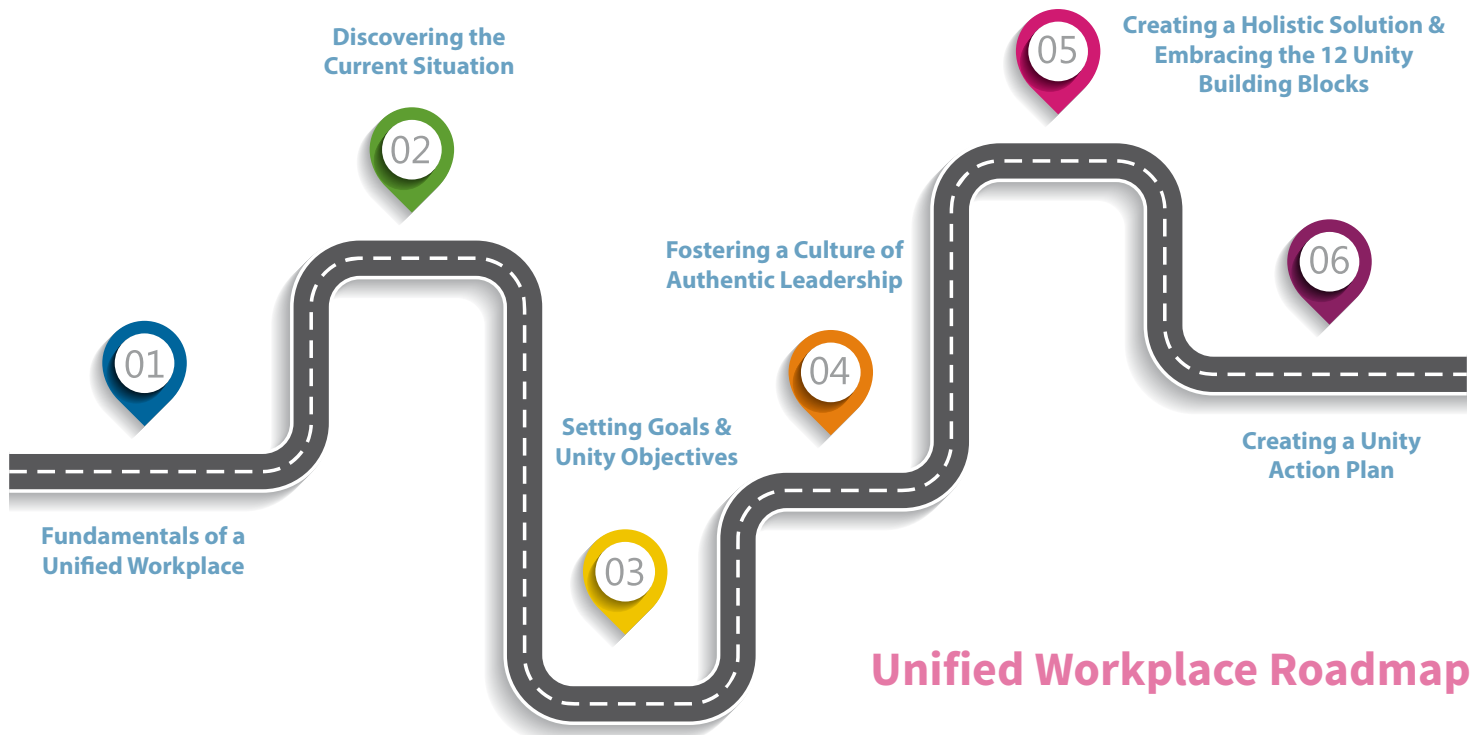 01
Fundamentals of a
Unified Workplace
02
Discovering the
Current Situation
03
Setting Goals &
Unity Objectives
04
Fostering a Culture of
Authentic Leadership
05
Creating a Holistic Solution &
Embracing the 12 Unity
Building Blocks
06
Creating a Unity
Action Plan
Unified Workplace Roadmap